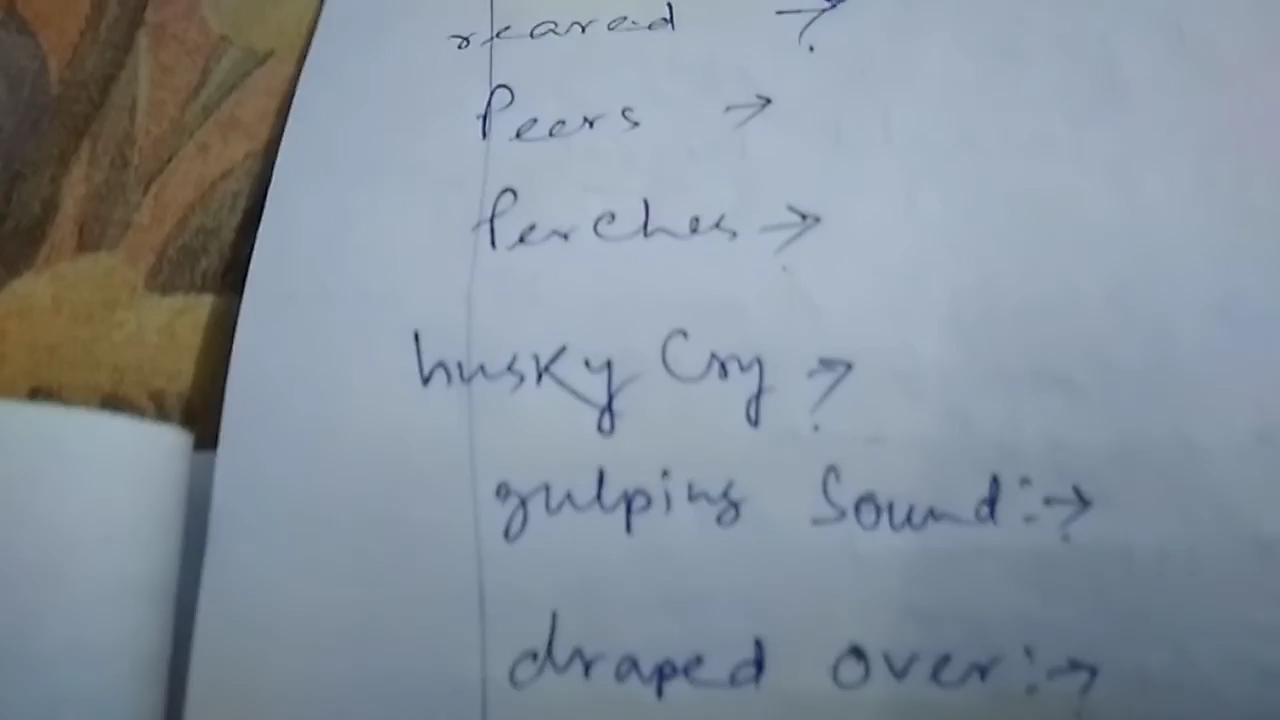 reared →
Peers →
Perches →
husky Cry →
gulping Sound:→
draped over:→